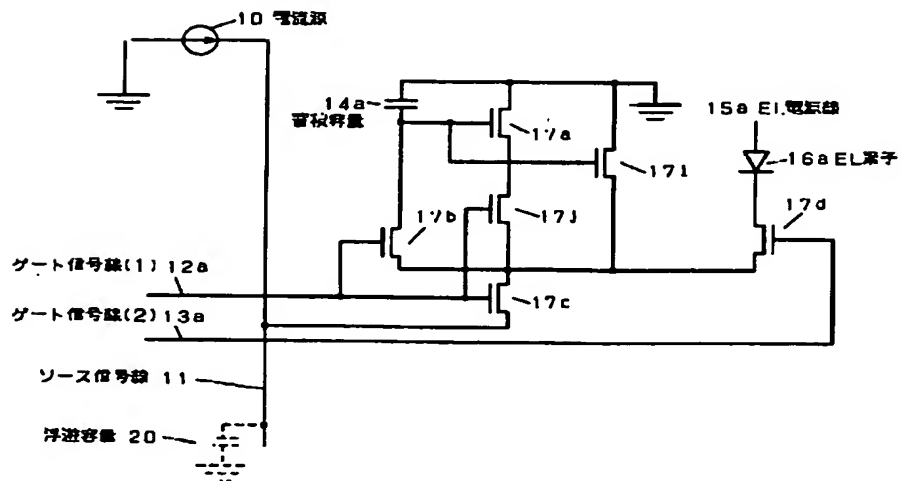 10 電流源
14a
蓄積容量
17a
15a EL電源部
16a EL素子
17i
17d
17b
17j
ゲート信号線(1) 12a
17c
ゲート信号線(2) 13a
ソース信号線 11
浮遊容量 20